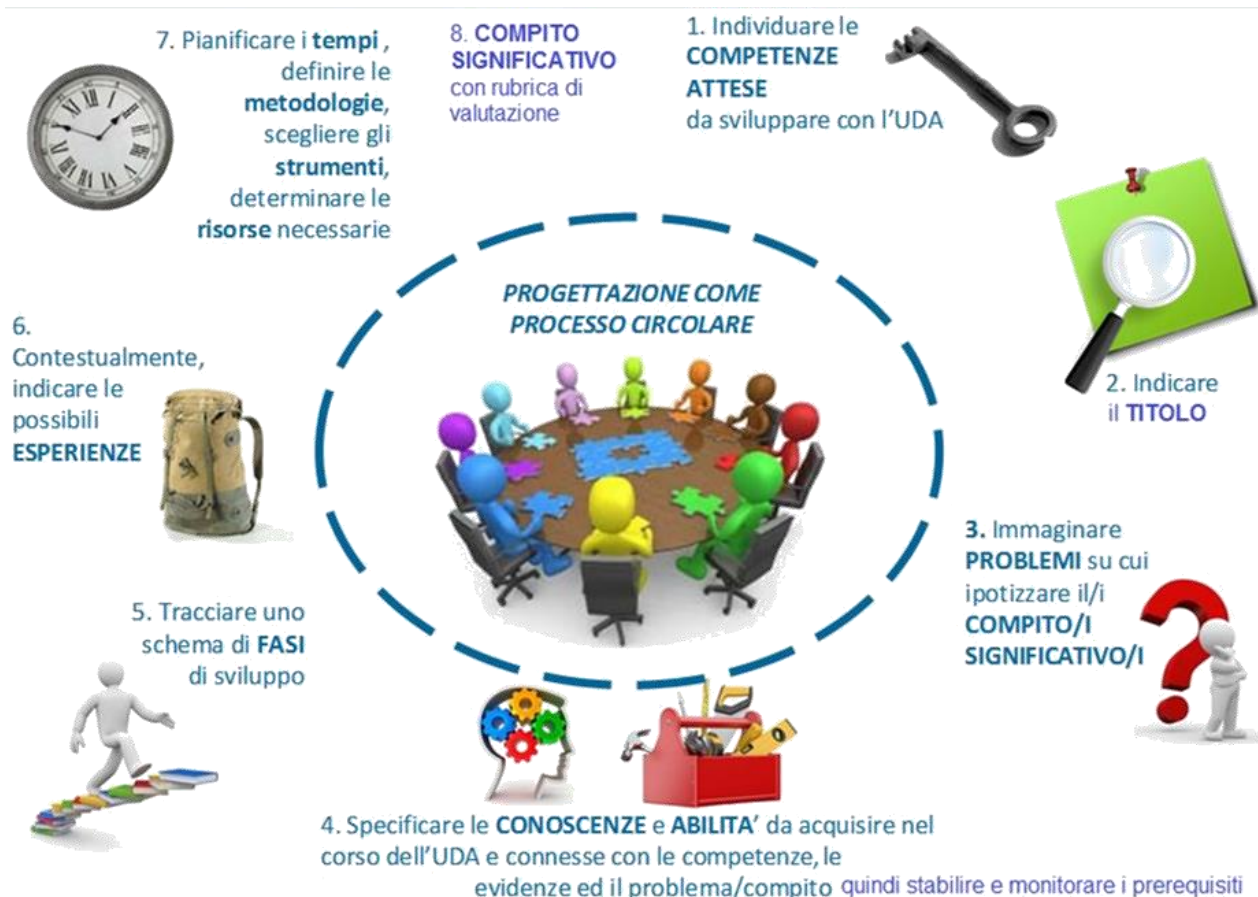 1. Individuare le
COMPETENZE
ATTESE
da sviluppare con l'UDA
2. Indicare
il TITOLO
3. Immaginare
PROBLEMI su cui
ipotizzare il/i
COMPITO/I
SIGNIFICATIVO/I
4. Specificare le CONOSCENZE e ABILITA' da acquisire nel
corso dell'UDA e connesse con le competenze, le
evidenze ed il problema/compito quindi stabilire e monitorare i prerequisiti
5. Tracciare uno
schema di FASI
di sviluppo
6.
Contestualmente,
indicare le
possibili
ESPERIENZE
7. Pianificare i tempi ,
definire le
metodologie,
scegliere gli
strumenti,
determinare le
risorse necessarie
8. COMPITO
SIGNIFICATIVO
con rubrica di
valutazione
PROGETTAZIONE COME
PROCESSO CIRCOLARE